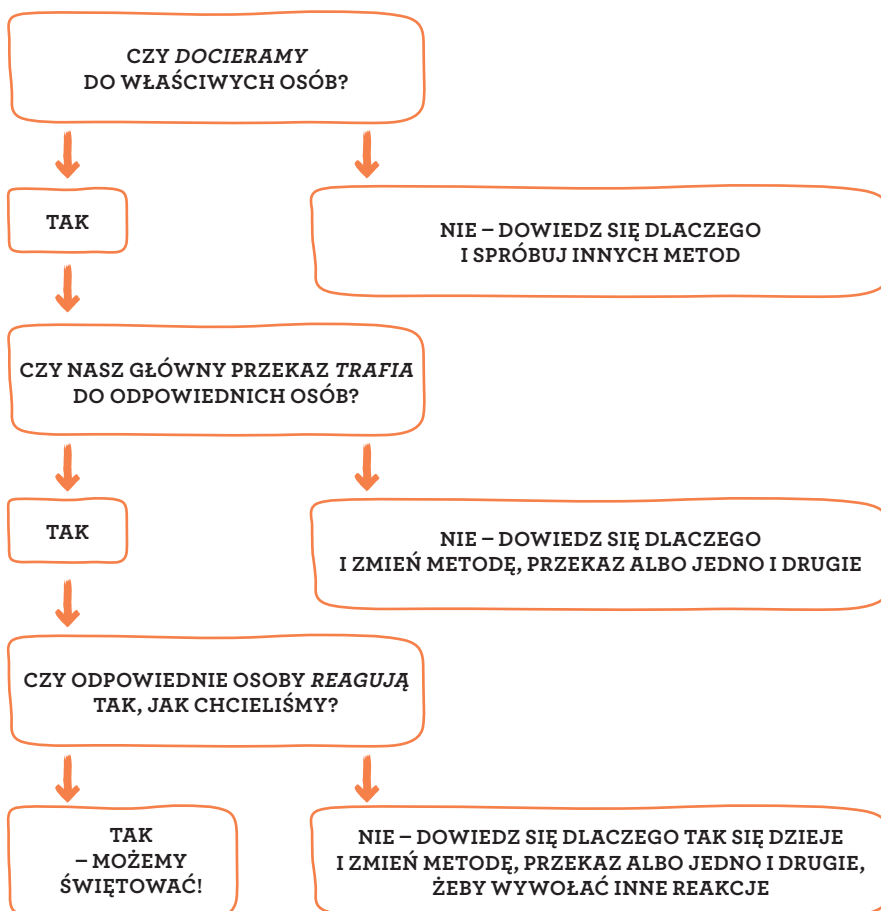 CZY DOCIERAMY
DO WŁAŚCIWYCH OSÓB?
TAK
NIE – DOWIEDZ SIĘ DLACZEGO
I SPRÓBUJ INNYCH METOD
CZY NASZ GŁÓWNY PRZEKAZ TRAFIA
DO ODPOWIEDNICH OSÓB?
TAK
NIE – DOWIEDZ SIĘ DLACZEGO
I ZMIEŃ METODĘ, PRZEKAZ ALBO JEDNO I DRUGIE
CZY ODPOWIEDNIE OSOBY REAGUJĄ
TAK, JAK CHCIELIŚMY?
TAK
– MOŻEMY
ŚWIĘTOWAĆ!
NIE – DOWIEDZ SIĘ DLACZEGO TAK SIĘ DZIEJE
I ZMIEŃ METODĘ, PRZEKAZ ALBO JEDNO I DRUGIE,
ŻEBY WYWOŁAĆ INNE REAKCJE